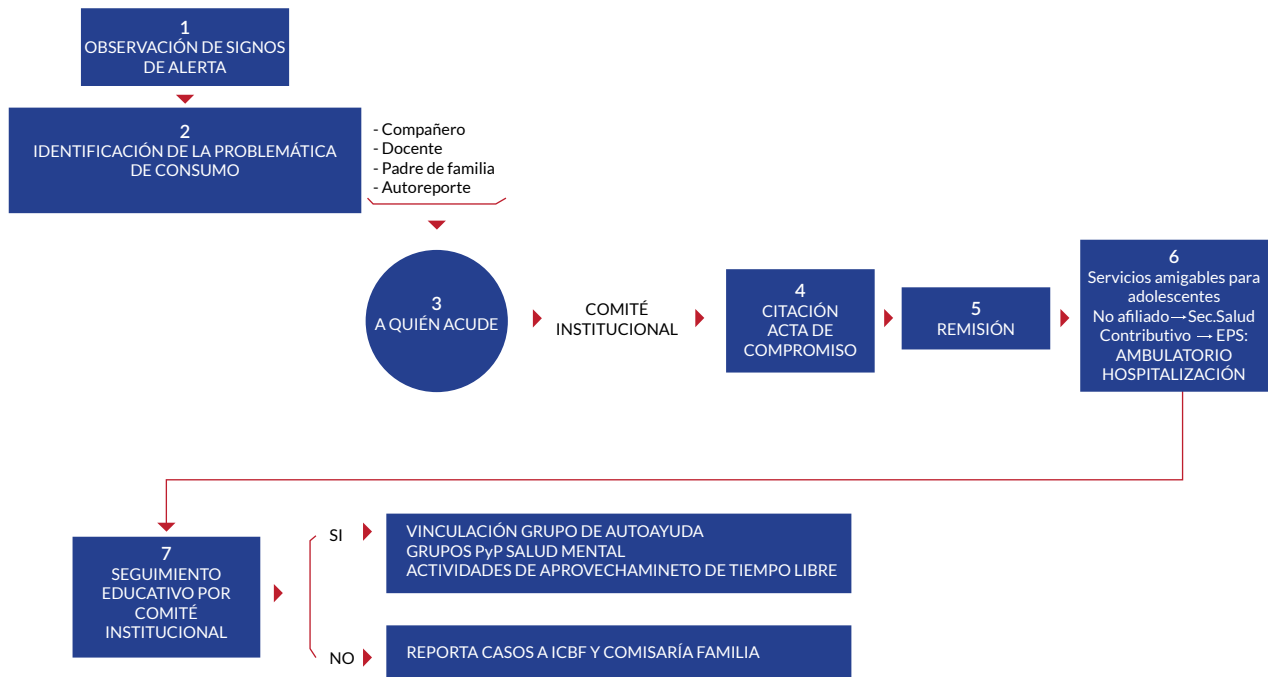 1
OBSERVACIÓN DE SIGNOS
DE ALERTA
2
IDENTIFICACIÓN DE LA PROBLEMÁTICA
DE CONSUMO
- Compañero
- Docente
- Padre de familia
- Autoreporte
3
A QUIÉN ACUDE
COMITÉ
INSTITUCIONAL
4
CITACIÓN
ACTA DE
COMPROMISO
5
REMISIÓN
6
Servicios amigables para
adolescentes
No afiliado→Sec.Salud
Contributivo → EPS:
AMBULATORIO
HOSPITALIZACIÓN
7
SEGUIMIENTO
EDUCATIVO POR
COMITÉ
INSTITUCIONAL
SI
VINCULACIÓN GRUPO DE AUTOAYUDA
GRUPOS PyP SALUD MENTAL
ACTIVIDADES DE APROVECHAMINETO DE TIEMPO LIBRE
NO
REPORTA CASOS A ICBF Y COMISARÍA FAMILIA